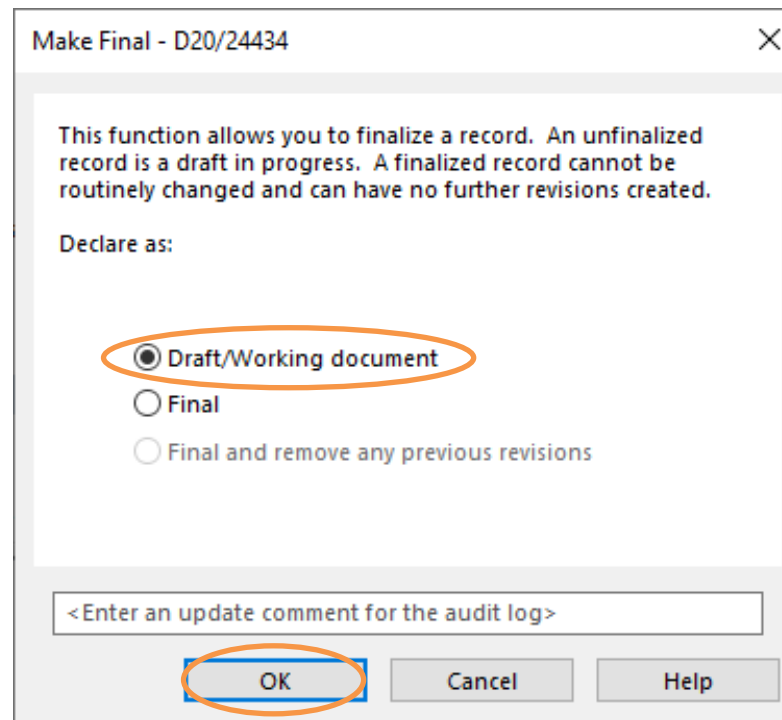 Make Final - D20/24434
This function allows you to finalize a record.  An unfinalized
record is a draft in progress.  A finalized record cannot be
routinely changed and can have no further revisions created.
Declare as:
Draft/Working document
Final
Final and remove any previous revisions
<Enter an update comment for the audit log>
OK Cancel Help